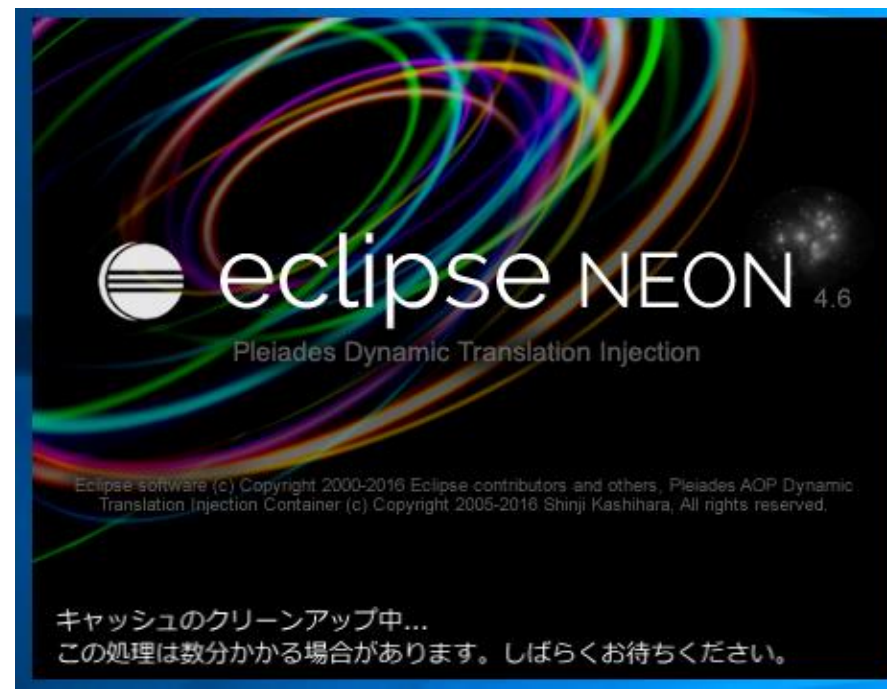 eclipse NEON 4.6
Pleiades Dynamic Translation Injection
Eclipse software (c) Copyright 2000-2016 Eclipse contributors and others, Pleiades AOP Dynamic
Translation Injection Container (c) Copyright 2005-2016 Shinji Kashihara, All rights reserved.
キャッシュのクリーンアップ中...
この処理は数分かかる場合があります。しばらくお待ちください。